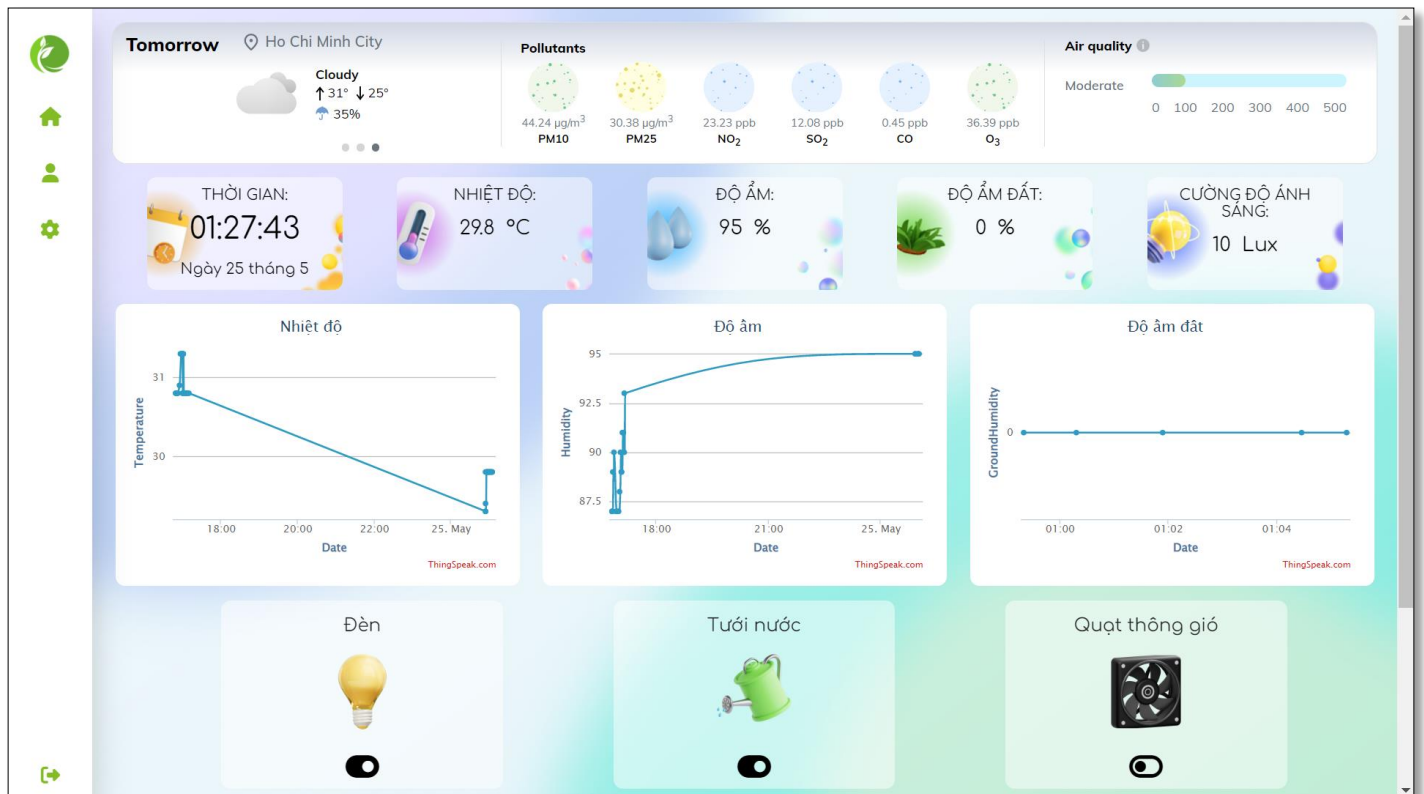 Tomorrow
Ho Chi Minh City
Cloudy
↑ 31° ↓ 25°
35%
Pollutants
44.24 µg/m³
PM10
30.38 µg/m³
PM25
23.23 ppb
NO₂
12.08 ppb
SO₂
0.45 ppb
CO
36.39 ppb
O₃
Air quality
Moderate
0 100 200 300 400 500
THỜI GIAN:
01:27:43
Ngày 25 tháng 5
NHIỆT ĐỘ:
29.8 °C
ĐỘ ẨM:
95 %
ĐỘ ẨM ĐẤT:
0 %
CƯỜNG ĐỘ ÁNH
SÁNG:
10 Lux
Nhiệt độ
Temperature
31
30
18:00 20:00 22:00 25. May
Date
ThingSpeak.com
Độ ẩm
Humidity
95
92.5
90
87.5
18:00 21:00 25. May
Date
ThingSpeak.com
Độ ẩm đất
GroundHumidity
0
01:00 01:02 01:04
Date
ThingSpeak.com
Đèn
Tưới nước
Quạt thông gió